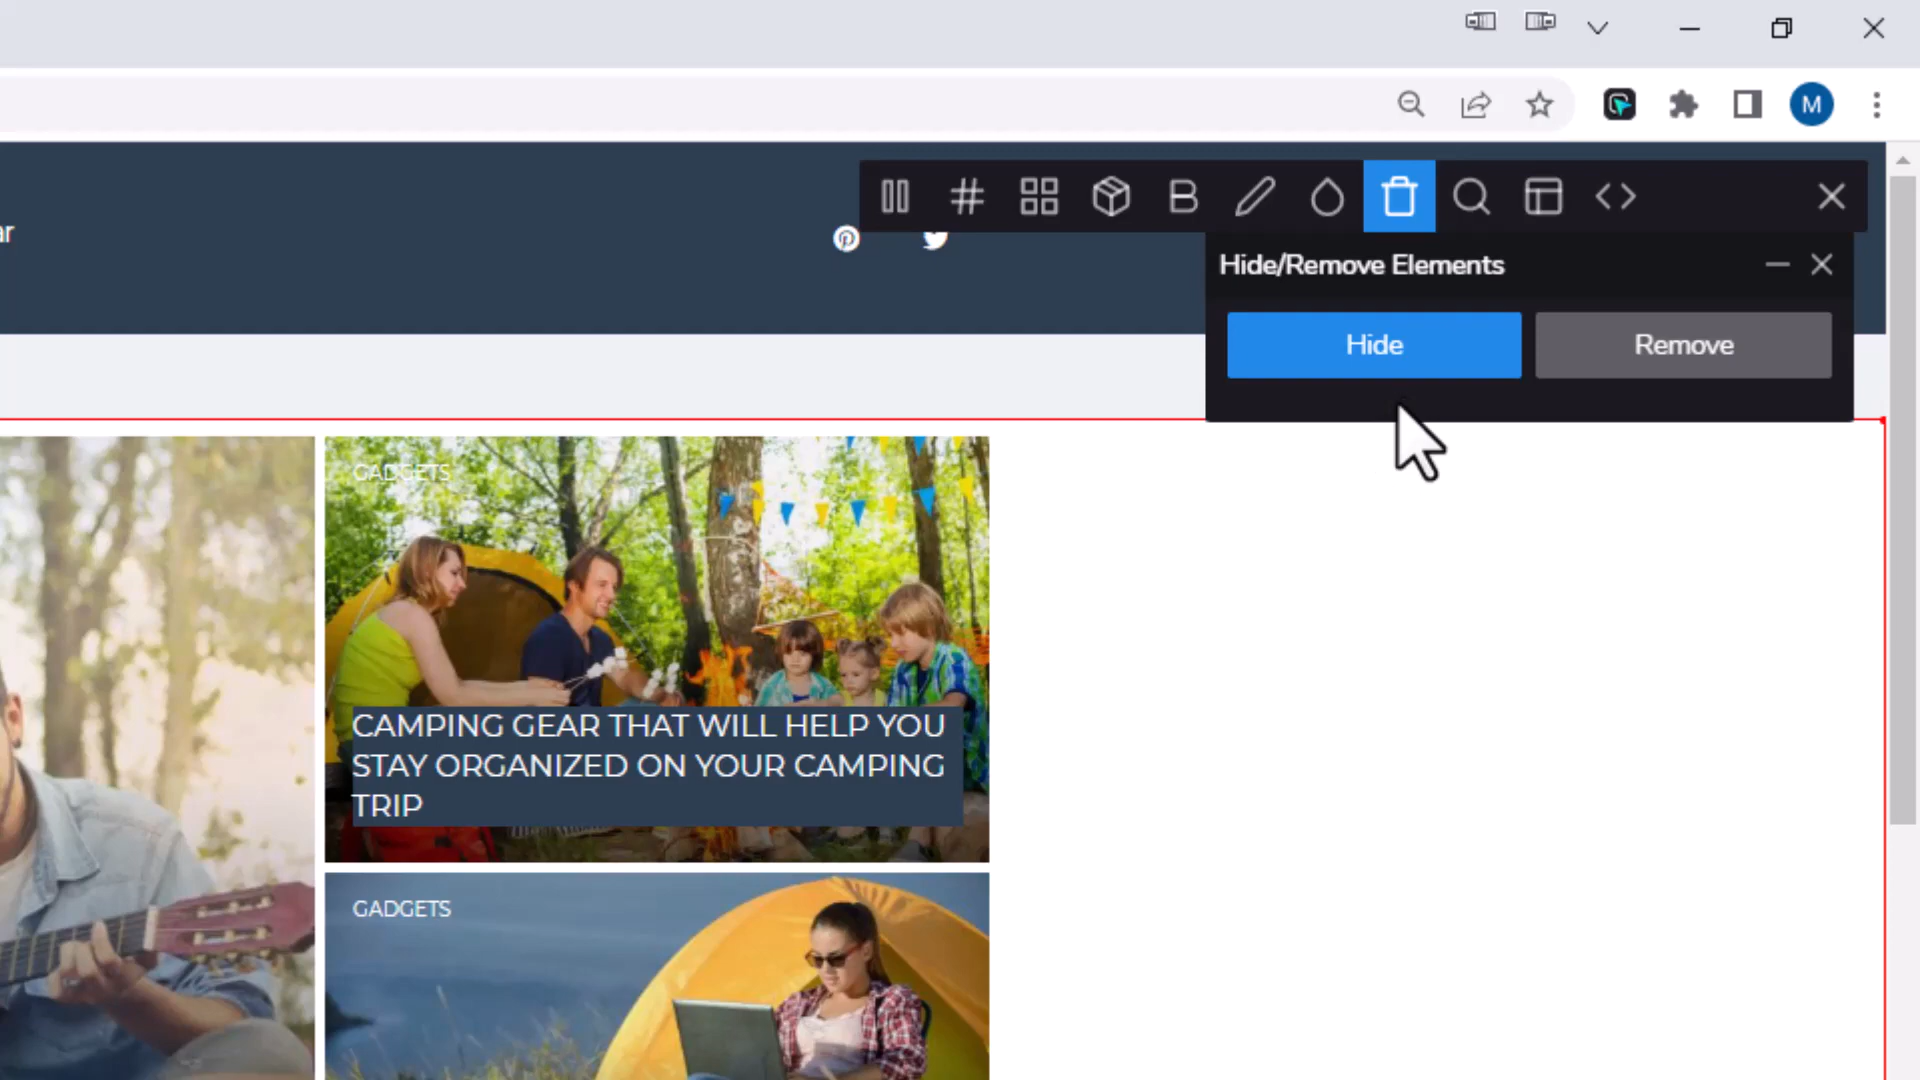 M
ar
Hide/Remove Elements
Hide
Remove
GADGETS
CAMPING GEAR THAT WILL HELP YOU
STAY ORGANIZED ON YOUR CAMPING
TRIP
GADGETS